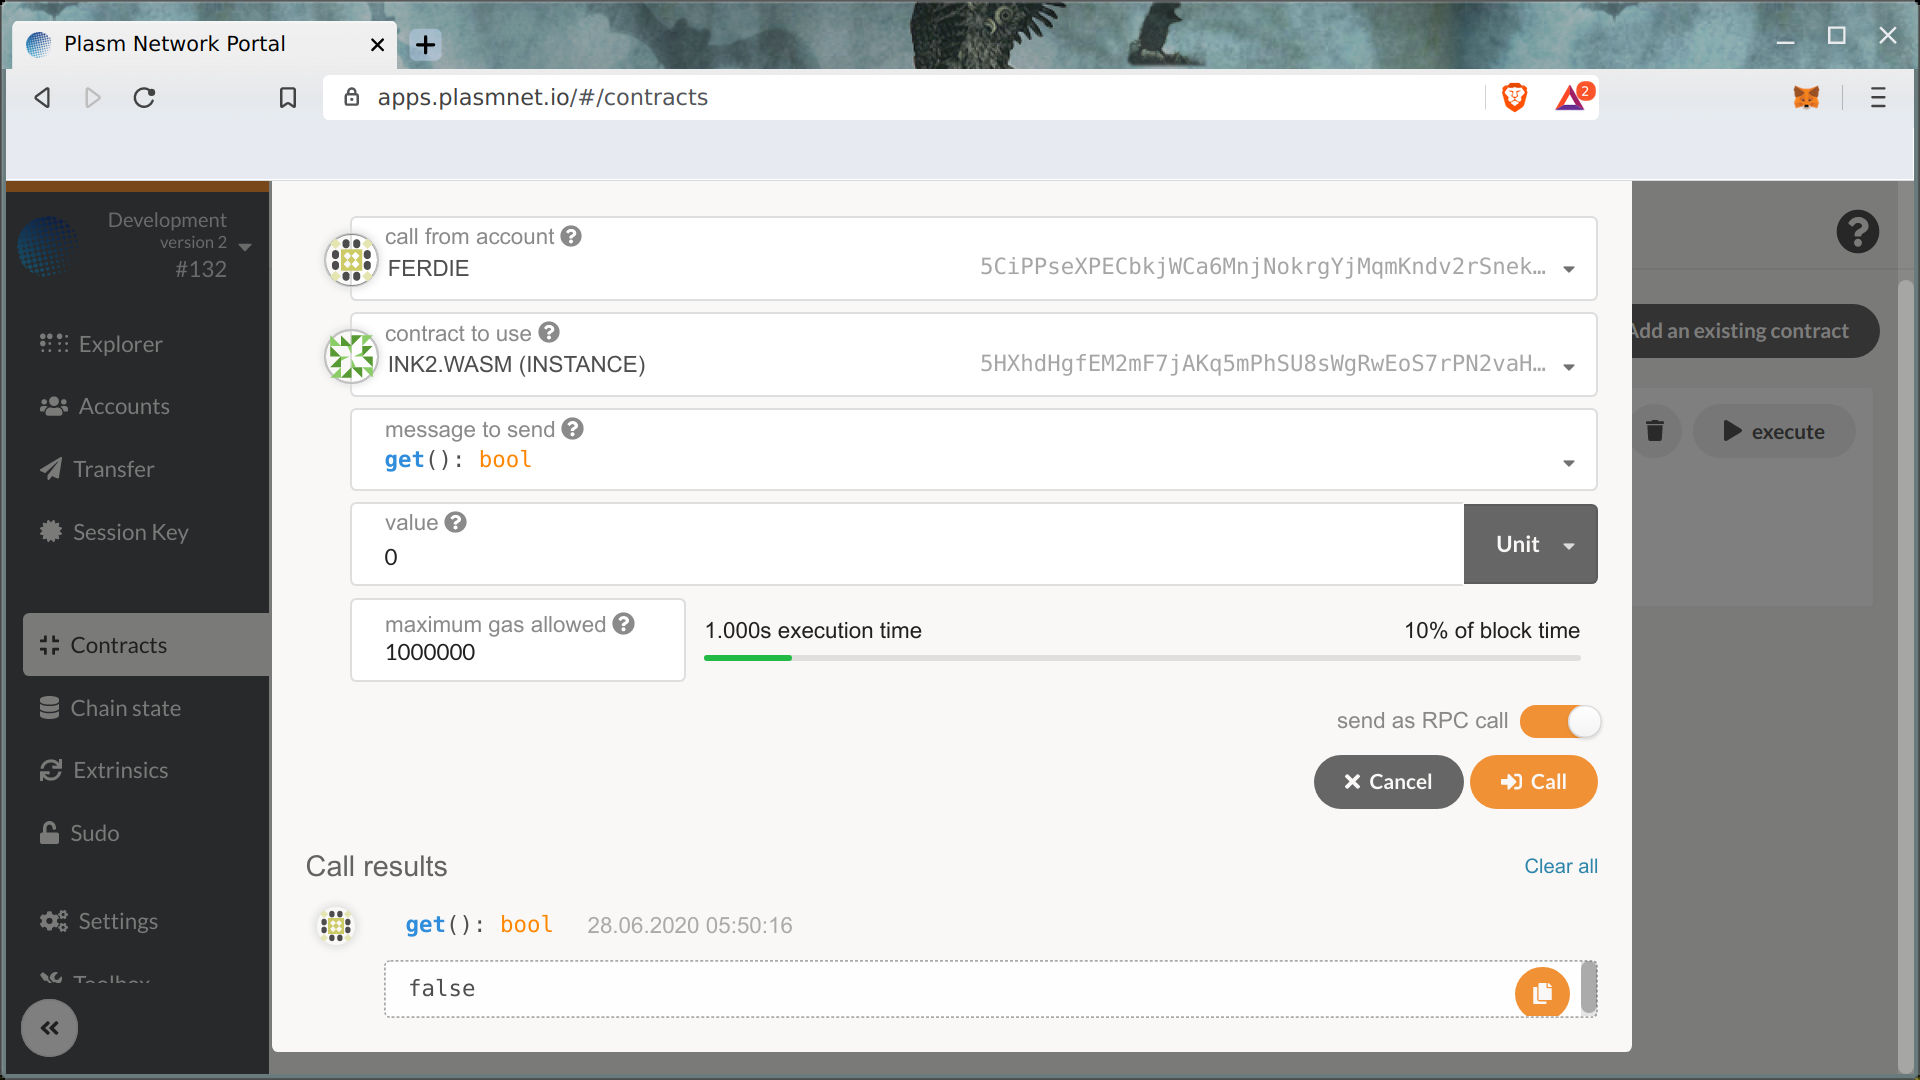 Plasm Network Portal
apps.plasmnet.io/#/contracts
2
Development
version 2
#132
Explorer
Accounts
Transfer
Session Key
Contracts
Chain state
Extrinsics
Sudo
Settings
Toolbox
call from account
FERDIE
5CiPPseXPECbkjWCa6MnjNokrgYjMqmKndv2rSnek...
contract to use
INK2.WASM (INSTANCE)
5HXhdHgfEM2mF7jAKq5mPhSU8sWgRwEoS7rPN2vaH...
message to send
get(): bool
value
0
Unit
maximum gas allowed
1000000
1.000s execution time
10% of block time
send as RPC call
Cancel
Call
Call results
Clear all
get(): bool 28.06.2020 05:50:16
false
Add an existing contract
execute